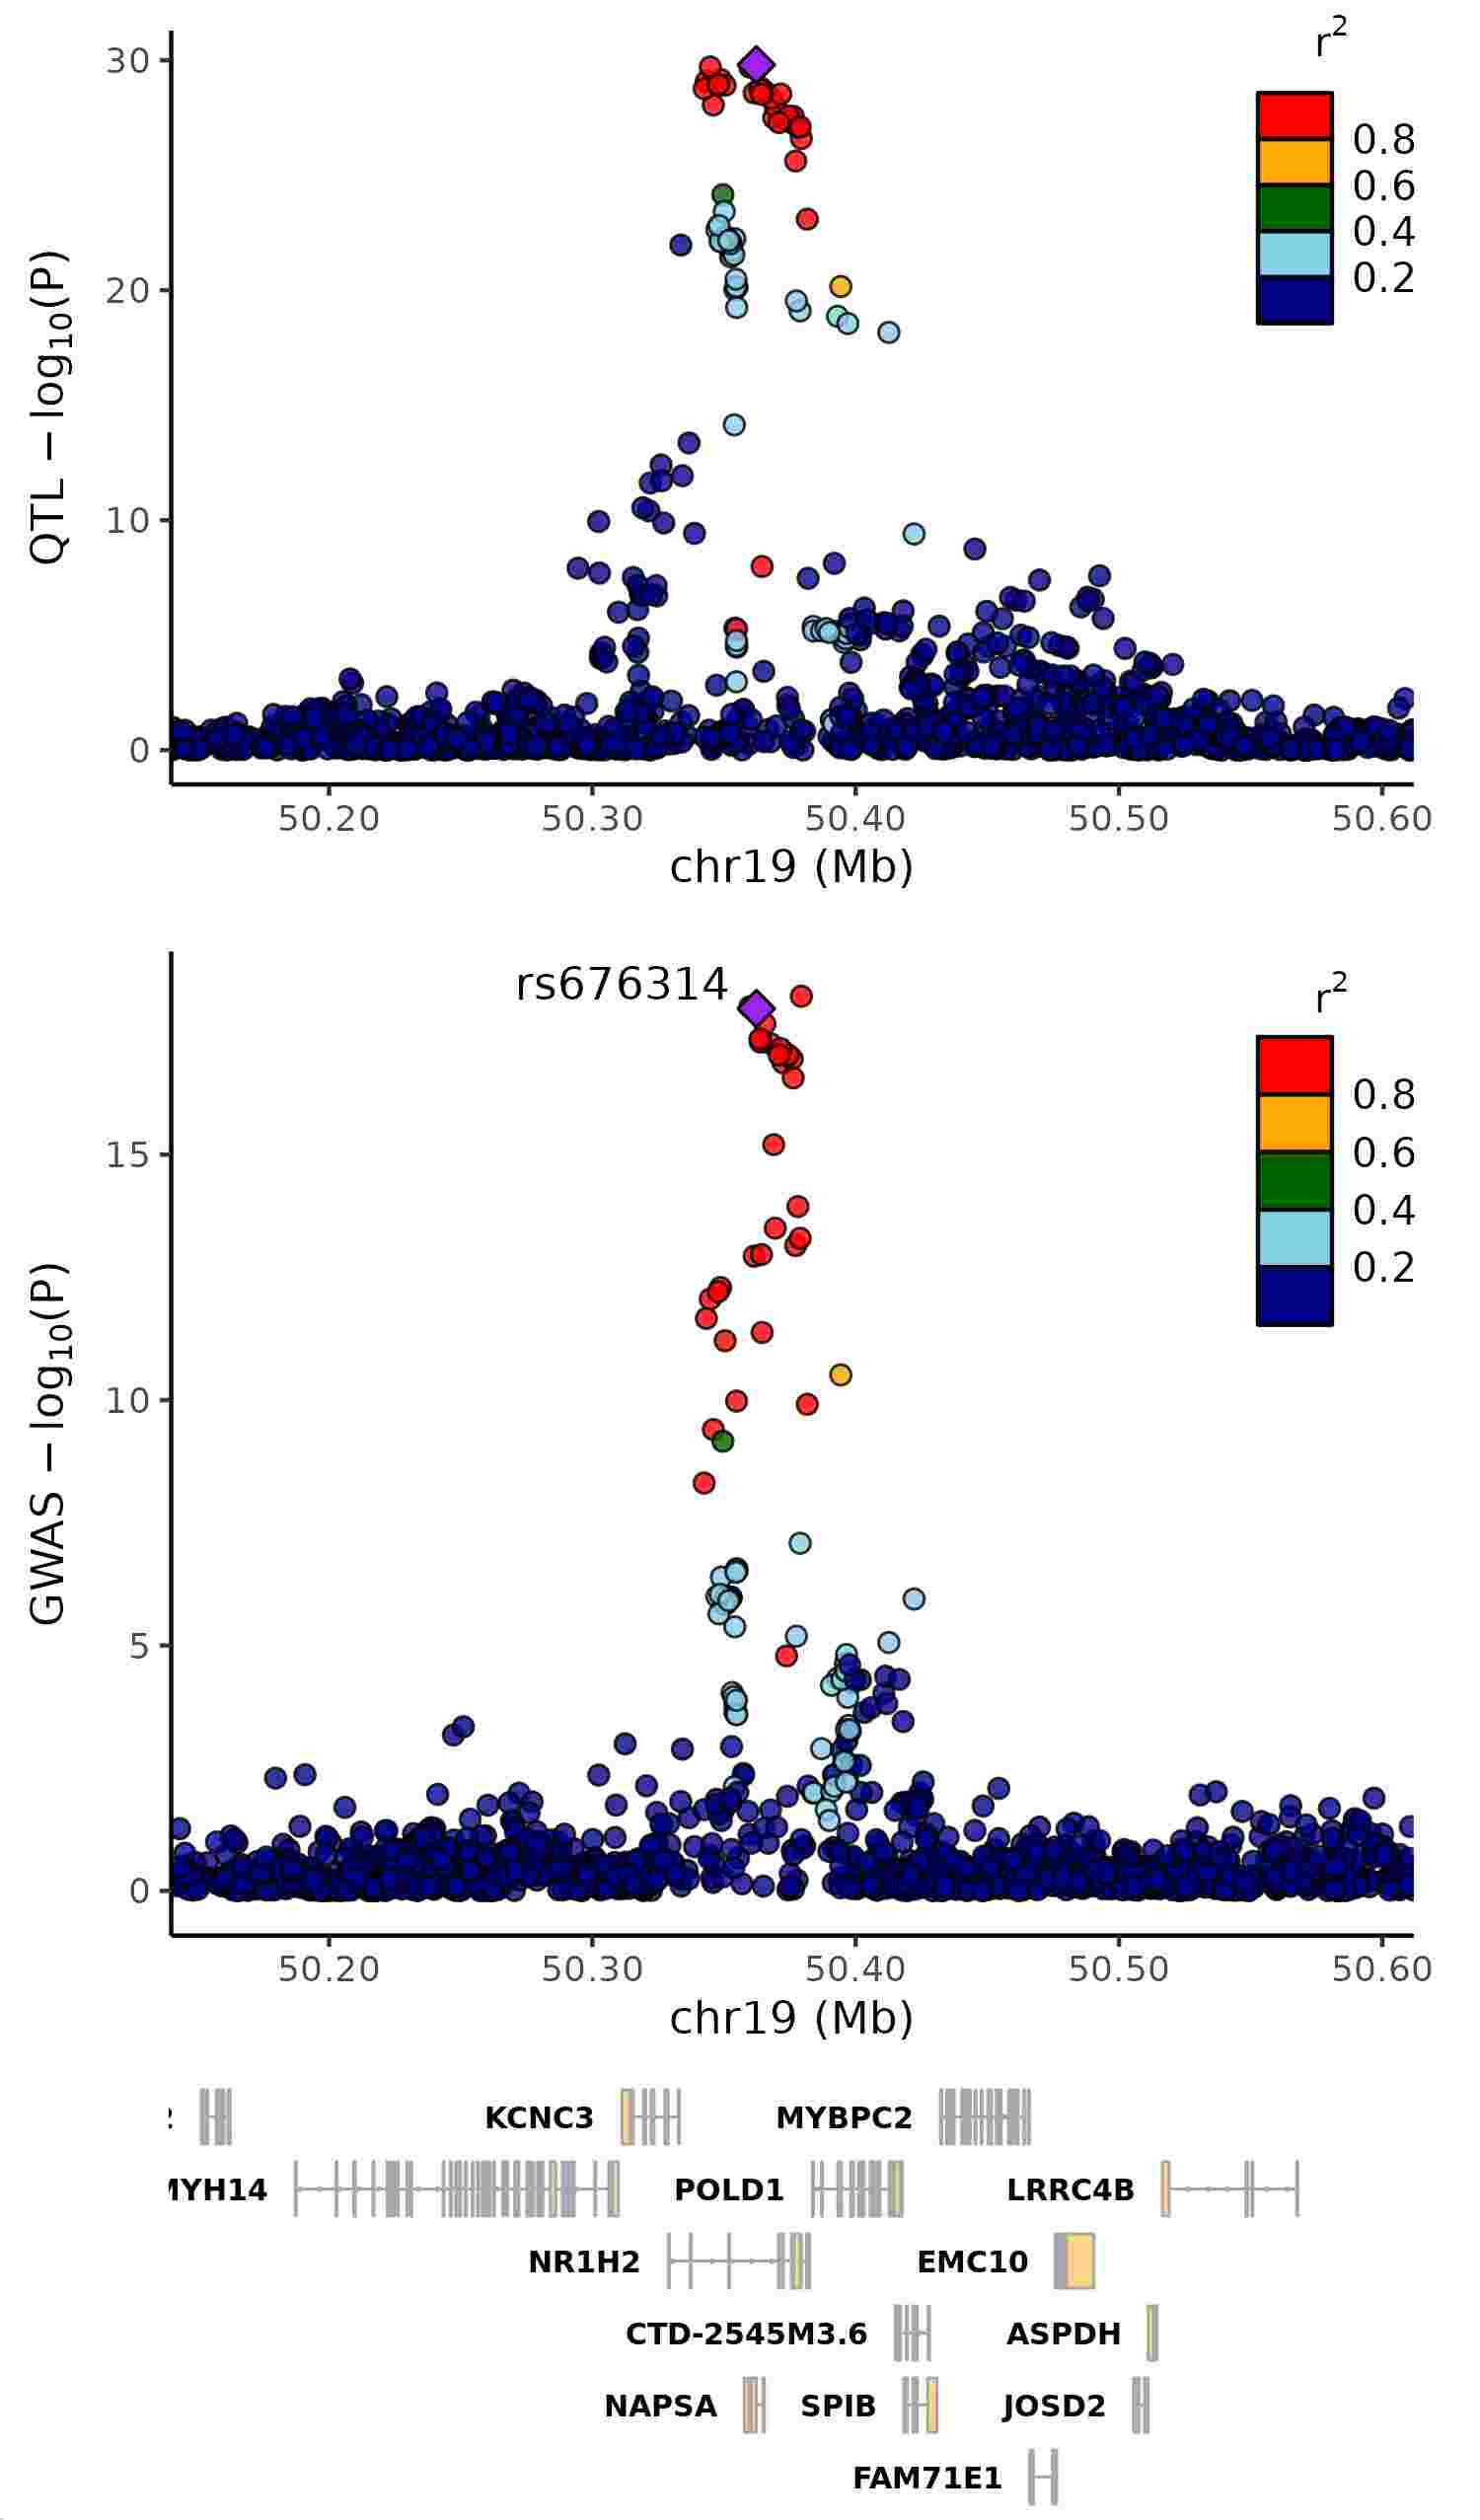 r²
30
20
10
0
0.8
0.6
0.4
0.2
QTL −log₁₀(P)
50.20 50.30 50.40 50.50 50.60
chr19 (Mb)
rs676314
r²
15
10
5
0
0.8
0.6
0.4
0.2
GWAS −log₁₀(P)
50.20 50.30 50.40 50.50 50.60
chr19 (Mb)
KCNC3 MYBPC2
MYH14 POLD1 LRRC4B
NR1H2 EMC10
CTD-2545M3.6 ASPDH
NAPSA SPIB JOSD2
FAM71E1